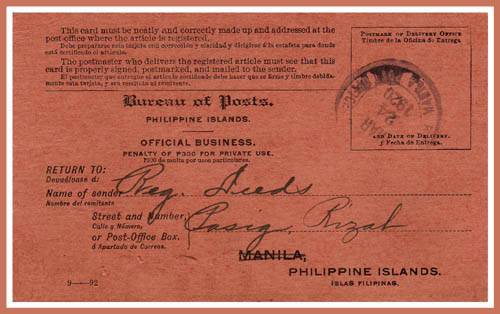 This card must be neatly and correctly made up and addressed at the
post-office where the article is registered.
Debe prepararse esta tarjeta con corrección y claridad y dirigirse á la estafeta para donde
está certificado el artículo.
The postmaster who delivers the registered article must see that this
card is properly signed, postmarked, and mailed to the sender.
El postmaster que entregue el artículo certificado debe hacer que se firme y timbre debida-
mente esta tarjeta, y sea remitida al remitente.
Postmark of Delivery Office
Timbre de la Oficina de Entrega.
MAR
24
AND DATE OF DELIVERY.
y Fecha de Entrega.
Bureau of Posts.
PHILIPPINE ISLANDS.
OFFICIAL BUSINESS.
PENALTY OF P300 FOR PRIVATE USE.
P300 de multa por usos particulares.
RETURN TO:
Devuélvase á:
Name of sender, Reg. Deeds
Nombre del remitente
Street and Number, Pasig, Rizal
Calle y Número,
or Post-Office Box.
ó Apartado de Correos.
MANILA,
PHILIPPINE ISLANDS.
ISLAS FILIPINAS.
9—92